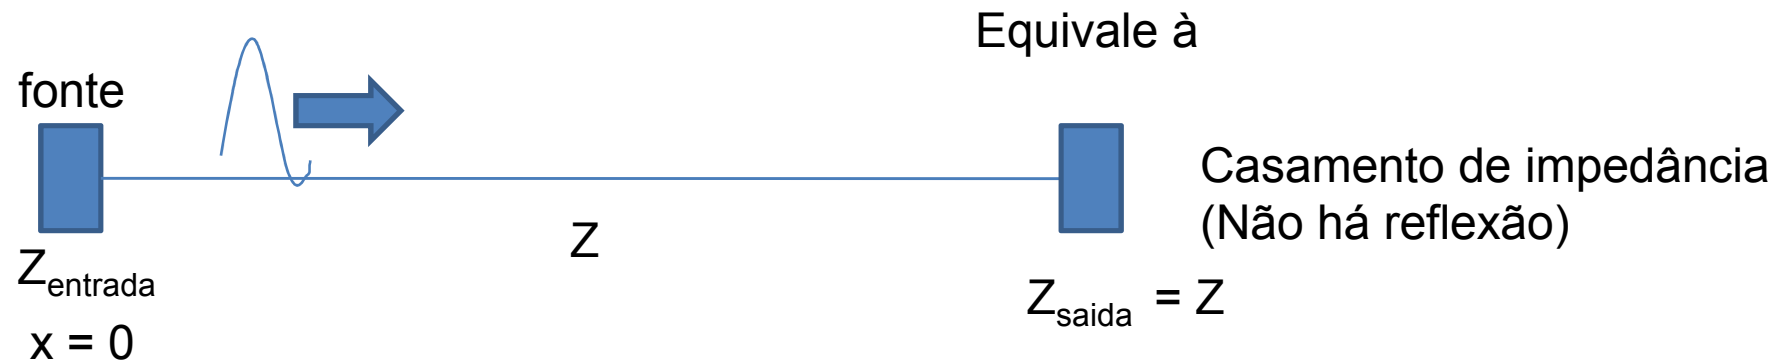 Equivale à
fonte
Casamento de impedância
(Não há reflexão)
Z
Zentrada
Zsaida = Z
x = 0